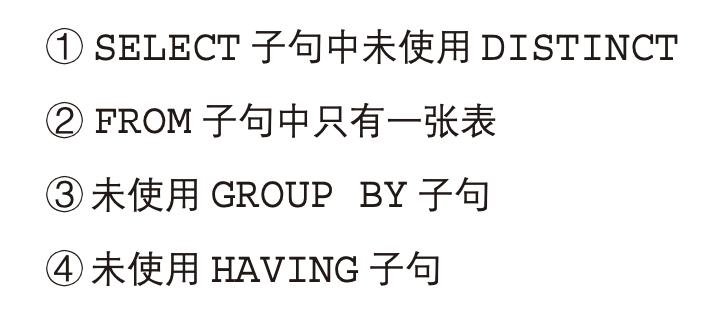 ① SELECT 子句中未使用 DISTINCT
② FROM 子句中只有一张表
③ 未使用 GROUP BY 子句
④ 未使用 HAVING 子句